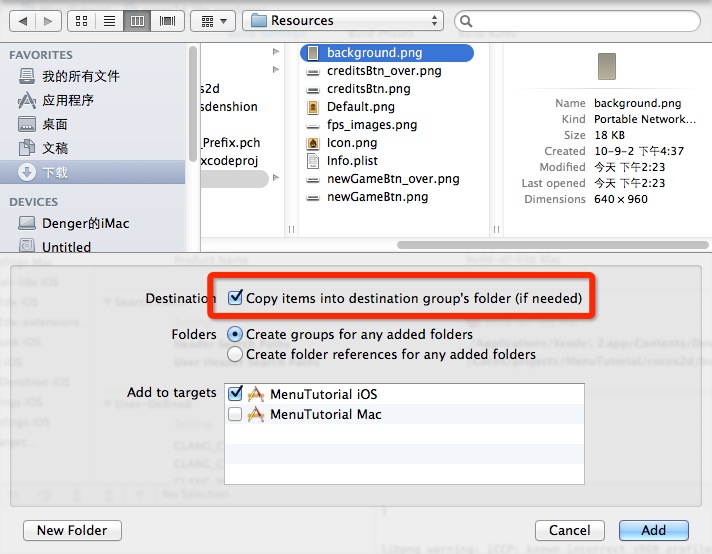 Resources
FAVORITES
我的所有文件
应用程序
桌面
文稿
下载
DEVICES
Denger的iMac
Untitled
s2d
sdenshion
_Prefix.pch
xcodeproj
background.png
creditsBtn_over.png
creditsBtn.png
Default.png
fps_images.png
Icon.png
Info.plist
newGameBtn_over.png
newGameBtn.png
Name background.png
Kind Portable Network...
Size 18 KB
Created 10-9-2 下午4:37
Modified 今天 下午2:23
Last opened 今天 下午2:23
Dimensions 640 × 960
Destination Copy items into destination group's folder (if needed)
Folders Create groups for any added folders
Create folder references for any added folders
Add to targets MenuTutorial iOS
MenuTutorial Mac
No Selection
New Folder Cancel Add